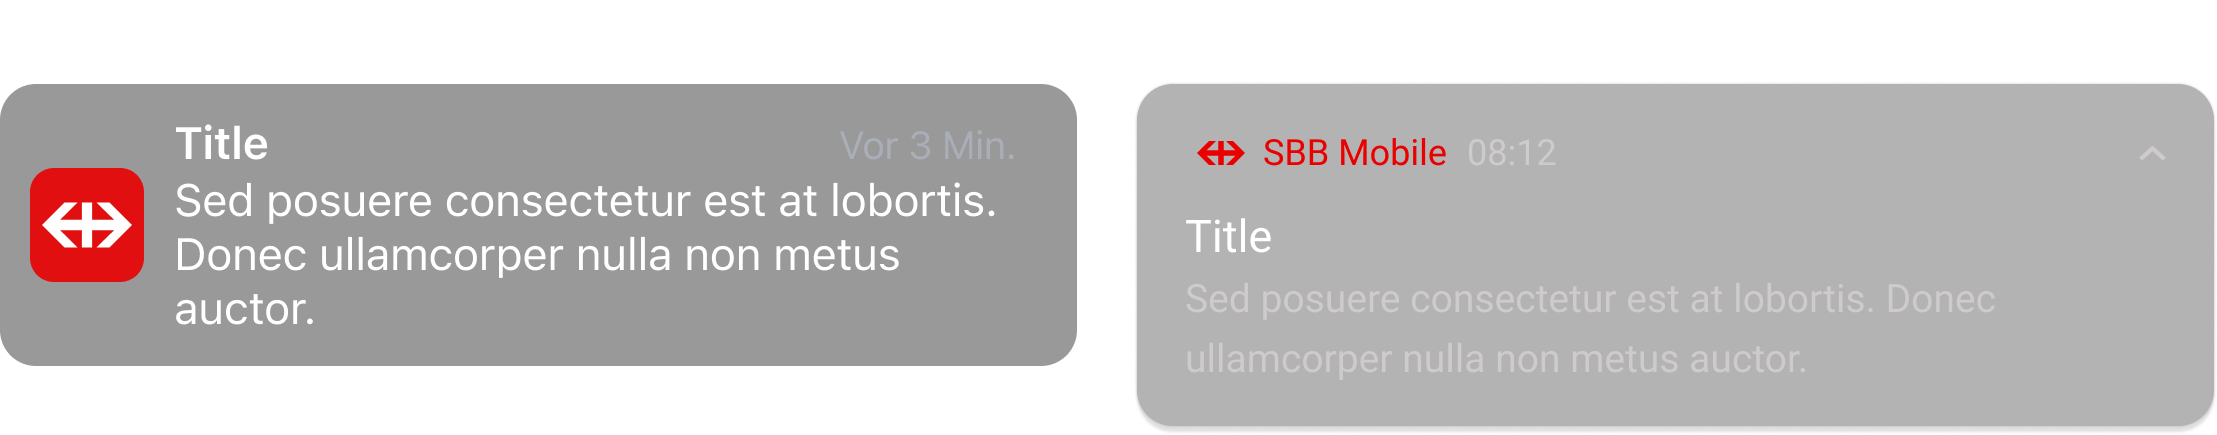 Title
Vor 3 Min.
Sed posuere consectetur est at lobortis.
Donec ullamcorper nulla non metus
auctor.
SBB Mobile 08:12
Title
Sed posuere consectetur est at lobortis. Donec
ullamcorper nulla non metus auctor.